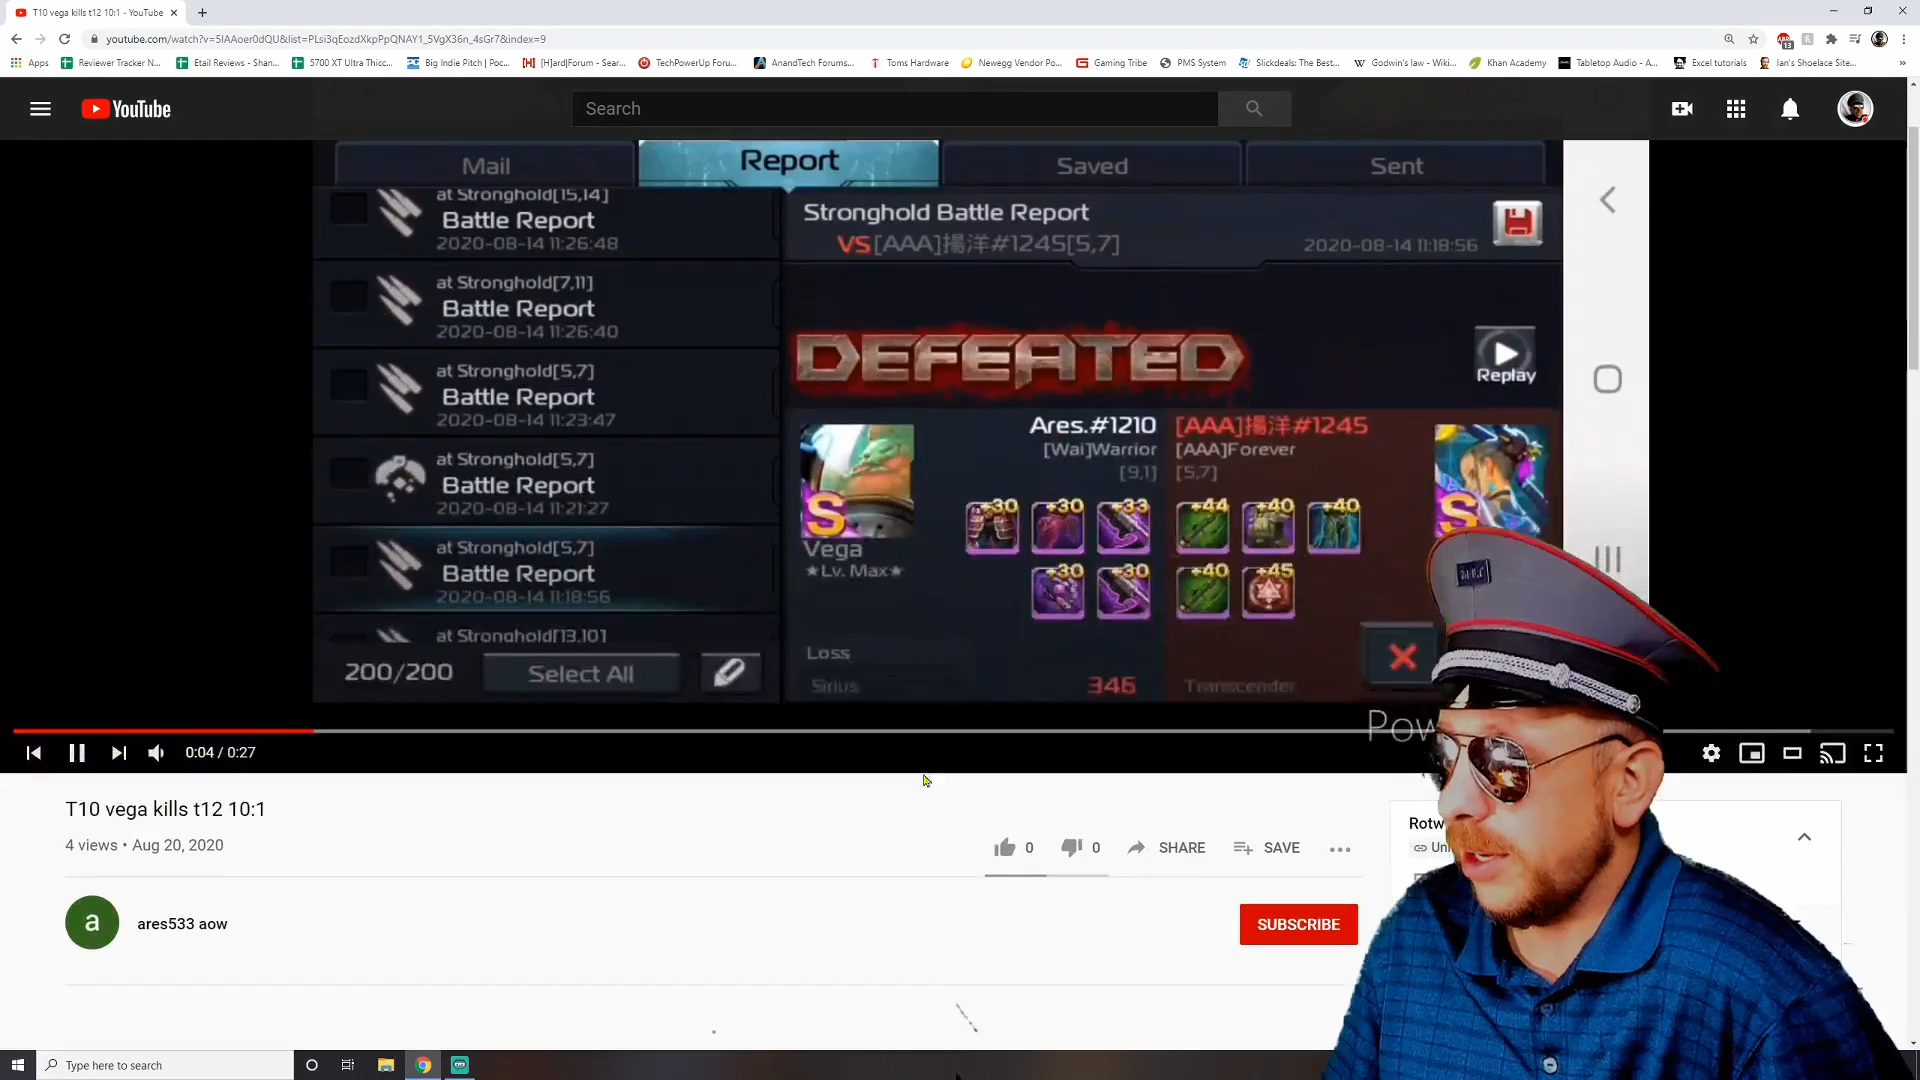 T10 vega kills t12 10:1 - YouTube
youtube.com/watch?v=5IAAoer0dQU&list=PLsi3qEozdXkpPpQNAY1_5VgX36n_4sGr7&index=9
Apps
Reviewer Tracker N...
Etail Reviews - Shan...
5700 XT Ultra Thicc...
Big Indie Pitch | Poc...
[H]ard|Forum - Sear...
TechPowerUp Foru...
AnandTech Forums...
Toms Hardware
Newegg Vendor Po...
Gaming Tribe
PMS System
Slickdeals: The Best...
Godwin's law - Wiki...
Khan Academy
Tabletop Audio - A...
Excel tutorials
Ian's Shoelace Site...
YouTube
Search
Mail
Report
Saved
Sent
at Stronghold[15,14]
Battle Report
2020-08-14 11:26:48
at Stronghold[7,11]
Battle Report
2020-08-14 11:26:40
at Stronghold[5,7]
Battle Report
2020-08-14 11:23:47
at Stronghold[5,7]
Battle Report
2020-08-14 11:21:27
at Stronghold[5,7]
Battle Report
2020-08-14 11:18:56
at Stronghold[13,10]
200/200
Select All
Stronghold Battle Report
VS[AAA]揚洋#1245[5,7]
2020-08-14 11:18:56
DEFEATED
Replay
Ares.#1210
[Wai]Warrior
[9,1]
[AAA]揚洋#1245
[AAA]Forever
[5,7]
S
Vega
★Lv. Max★
+30
+30
+33
+30
+30
+44
+40
+40
+40
+45
S
Loss
Sirius
346
Transcender
Pow
0:04 / 0:27
T10 vega kills t12 10:1
4 views • Aug 20, 2020
0
0
SHARE
SAVE
a
ares533 aow
SUBSCRIBE
Rotw
Type here to search